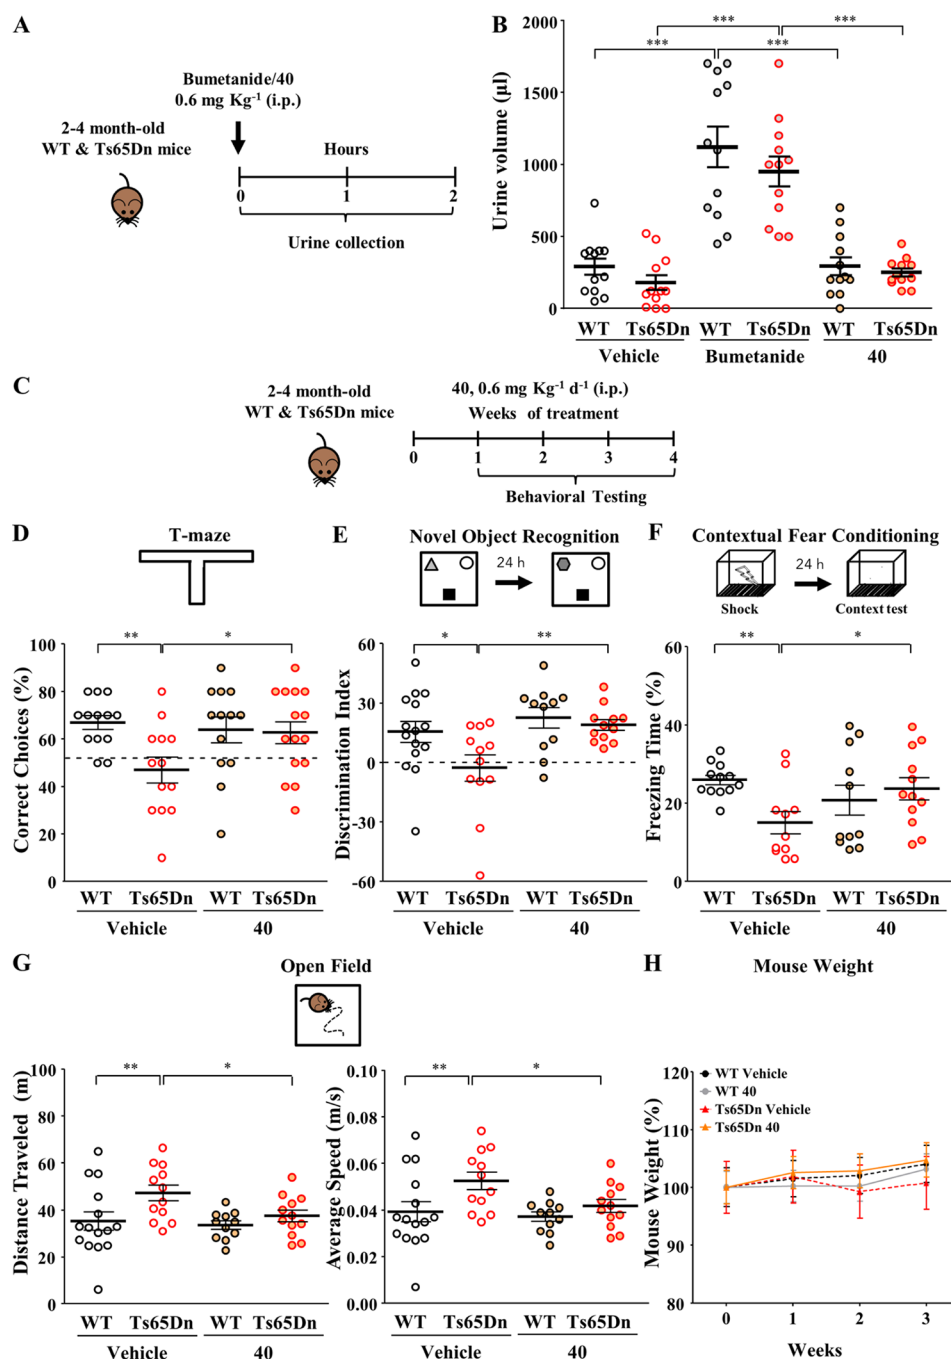 A
Bumetanide/40
0.6 mg Kg⁻¹ (i.p.)
2-4 month-old
WT & Ts65Dn mice
Hours
0 1 2
Urine collection
B
Urine volume (µl)
2000
1500
1000
500
0
*** ***
*** ***
WT Ts65Dn WT Ts65Dn WT Ts65Dn
Vehicle Bumetanide 40
C
2-4 month-old
WT & Ts65Dn mice
40, 0.6 mg Kg⁻¹ d⁻¹ (i.p.)
Weeks of treatment
0 1 2 3 4
Behavioral Testing
D
T-maze
Correct Choices (%)
100
80
60
40
20
0
** *
WT Ts65Dn WT Ts65Dn
Vehicle 40
E
Novel Object Recognition
24 h
Discrimination Index
60
30
0
-30
-60
* **
WT Ts65Dn WT Ts65Dn
Vehicle 40
F
Contextual Fear Conditioning
24 h
Shock Context test
Freezing Time (%)
60
40
20
0
** *
WT Ts65Dn WT Ts65Dn
Vehicle 40
G
Open Field
Distance Traveled (m)
100
80
60
40
20
0
** *
WT Ts65Dn WT Ts65Dn
Vehicle 40
Average Speed (m/s)
0.10
0.08
0.06
0.04
0.02
0.00
** *
WT Ts65Dn WT Ts65Dn
Vehicle 40
H
Mouse Weight
Mouse Weight (%)
120
110
100
90
80
WT Vehicle
WT 40
Ts65Dn Vehicle
Ts65Dn 40
0 1 2 3
Weeks